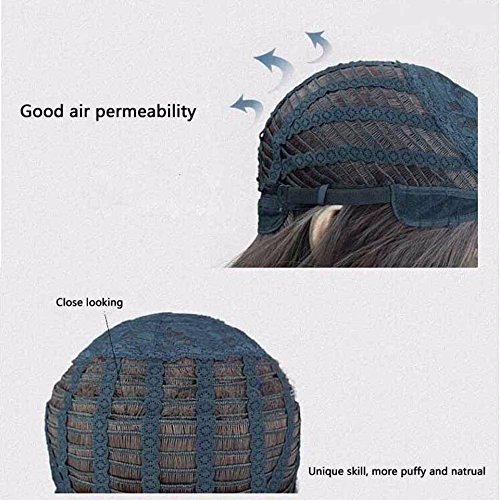 Good air permeability
Close looking
Unique skill, more puffy and natrual